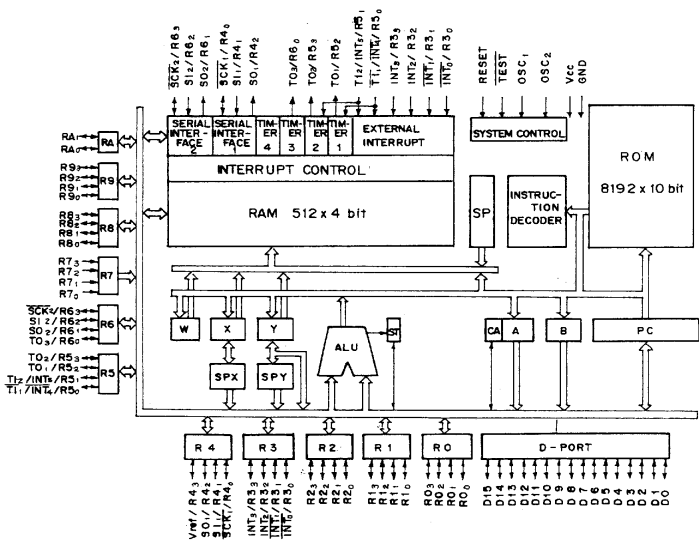 SCK2/R63
SI2/R62
SO2/R61
SCK1/R40
SI1/R41
SO1/R42
TO3/R60
TO2/R53
TO1/R52
TI2/INT5/R51
TI1/INT4/R50
INT3/R33
INT2/R32
INT1/R31
INT0/R30
RESET
TEST
OSC1
OSC2
Vcc
GND
SERIAL INTERFACE 2
SERIAL INTERFACE 1
TIMER 4
TIMER 3
TIMER 2
TIMER 1
EXTERNAL INTERRUPT
SYSTEM CONTROL
ROM
8192 x 10 bit
INTERRUPT CONTROL
RAM 512 x 4 bit
SP
INSTRUC-
TION
DECODER
RA1
RA0
RA
R93
R92
R91
R90
R9
R83
R82
R81
R80
R8
R73
R72
R71
R70
R7
SCK2/R63
SI2/R62
SO2/R61
TO3/R60
R6
TO2/R53
TO1/R52
TI2/INT5/R51
TI1/INT4/R50
R5
W
X
Y
ALU
ST
CA
A
B
PC
SPX
SPY
R4
R3
R2
R1
R0
D-PORT
Vref/R43
SO1/R42
SI1/R41
SCK1/R40
INT3/R33
INT2/R32
INT1/R31
INT0/R30
R23
R22
R21
R20
R13
R12
R11
R10
R03
R02
R01
R00
D15
D14
D13
D12
D11
D10
D9
D8
D7
D6
D5
D4
D3
D2
D1
D0